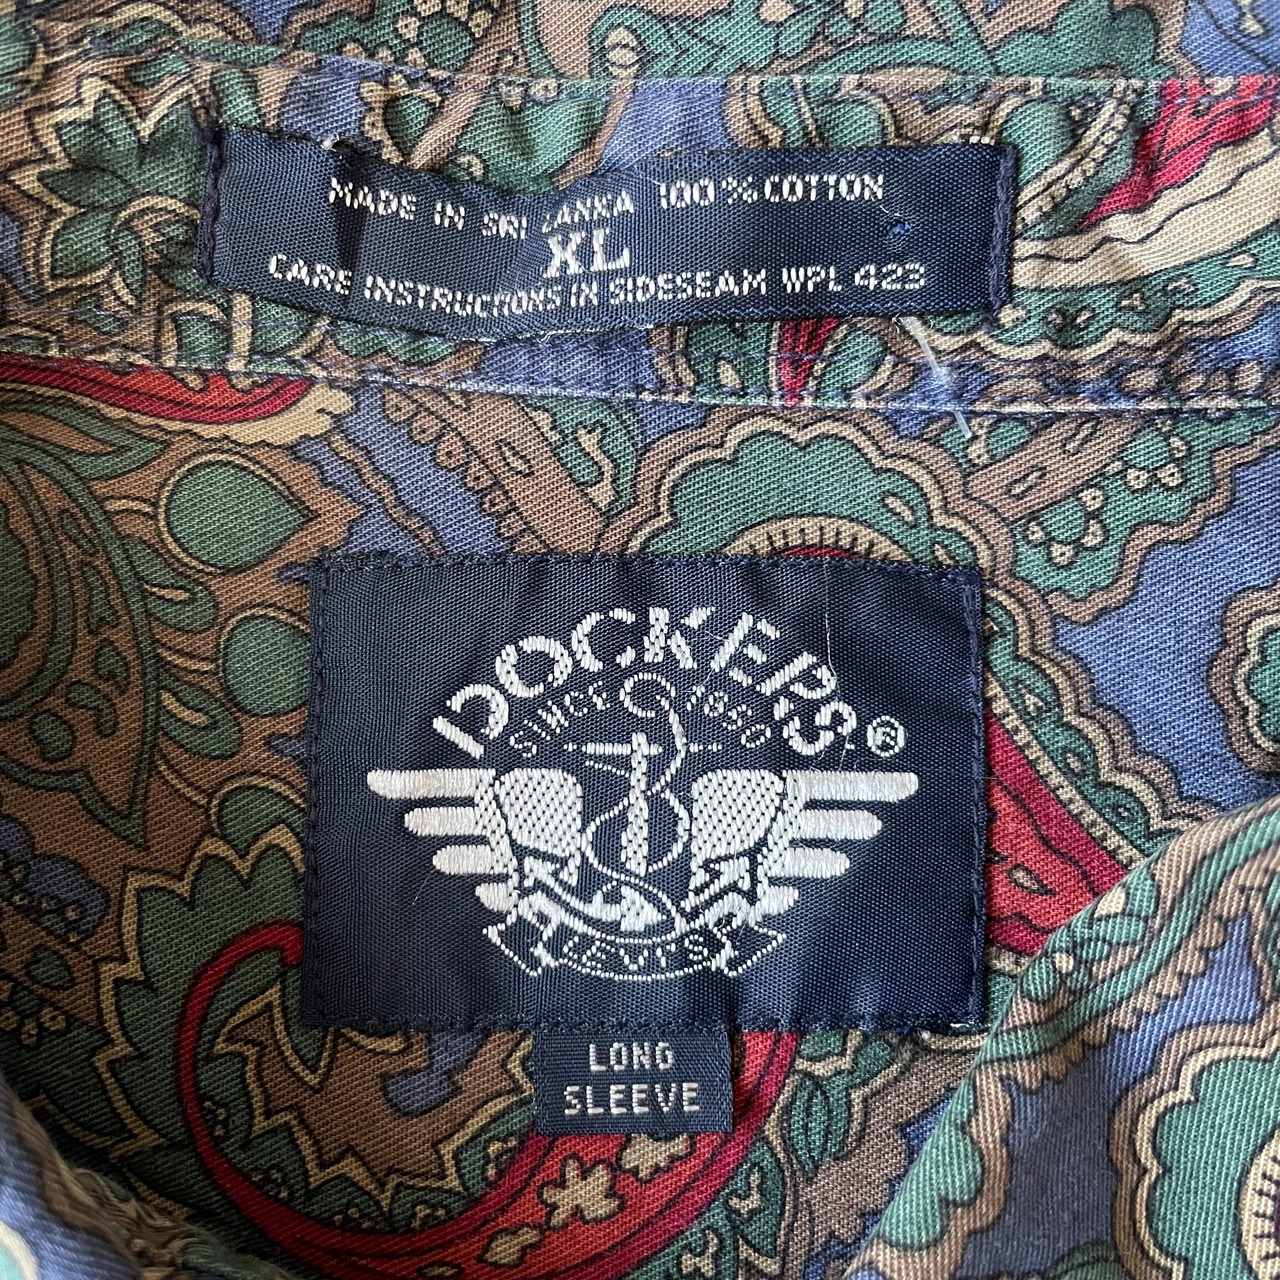 MADE IN SRI LANKA 100% COTTON
XL
CARE INSTRUCTIONS IN SIDESEAM WPL 423
DOCKERS®
SINCE 1986
LEVI'S
LONG
SLEEVE